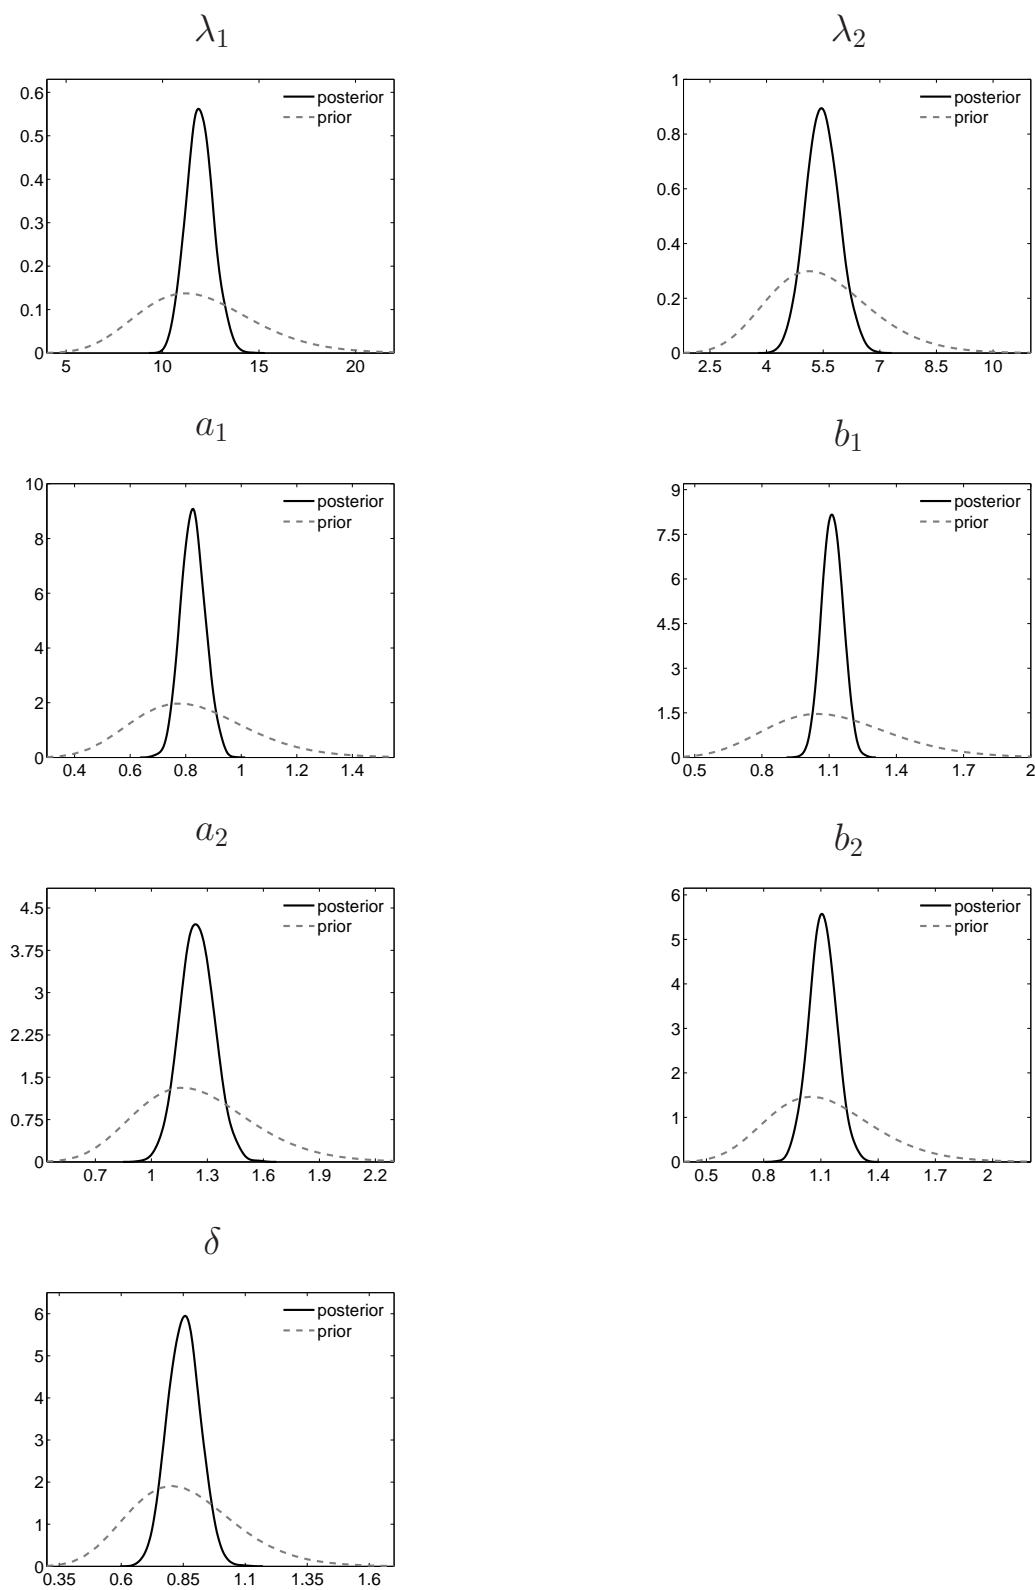 λ₁
0.6
0.5
0.4
0.3
0.2
0.1
0
5 10 15 20
posterior
prior
λ₂
1
0.8
0.6
0.4
0.2
0
2.5 4 5.5 7 8.5 10
posterior
prior
a₁
10
8
6
4
2
0
0.4 0.6 0.8 1 1.2 1.4
posterior
prior
b₁
9
7.5
6
4.5
3
1.5
0
0.5 0.8 1.1 1.4 1.7 2
posterior
prior
a₂
4.5
3.75
3
2.25
1.5
0.75
0
0.7 1 1.3 1.6 1.9 2.2
posterior
prior
b₂
6
5
4
3
2
1
0
0.5 0.8 1.1 1.4 1.7 2
posterior
prior
δ
6
5
4
3
2
1
0
0.35 0.6 0.85 1.1 1.35 1.6
posterior
prior